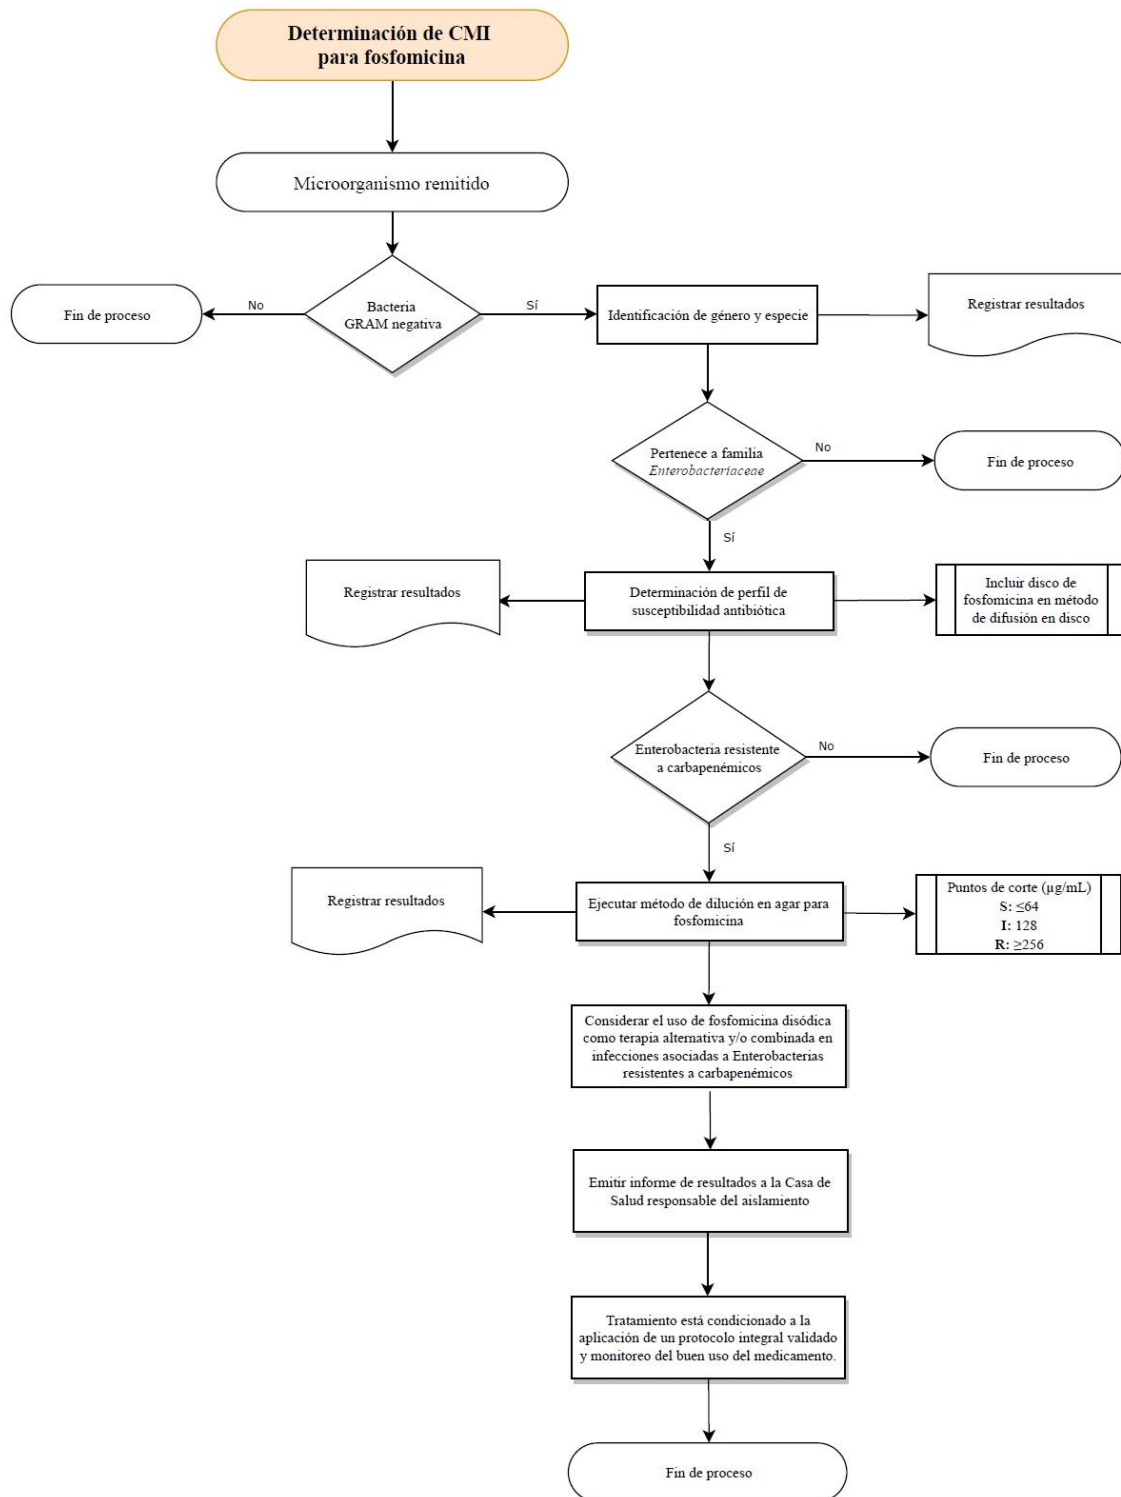 Determinación de CMI
para fosfomicina
Microorganismo remitido
Bacteria
GRAM negativa
No
Fin de proceso
Sí
Identificación de género y especie
Registrar resultados
Pertenece a familia
Enterobacteriaceae
No
Fin de proceso
Sí
Determinación de perfil de
susceptibilidad antibiótica
Registrar resultados
Incluir disco de
fosfomicina en método
de difusión en disco
Enterobacteria resistente
a carbapenémicos
No
Fin de proceso
Sí
Ejecutar método de dilución en agar para
fosfomicina
Registrar resultados
Puntos de corte (µg/mL)
S: ≤64
I: 128
R: ≥256
Considerar el uso de fosfomicina disódica
como terapia alternativa y/o combinada en
infecciones asociadas a Enterobacterias
resistentes a carbapenémicos
Emitir informe de resultados a la Casa de
Salud responsable del aislamiento
Tratamiento está condicionado a la
aplicación de un protocolo integral validado
y monitoreo del buen uso del medicamento.
Fin de proceso